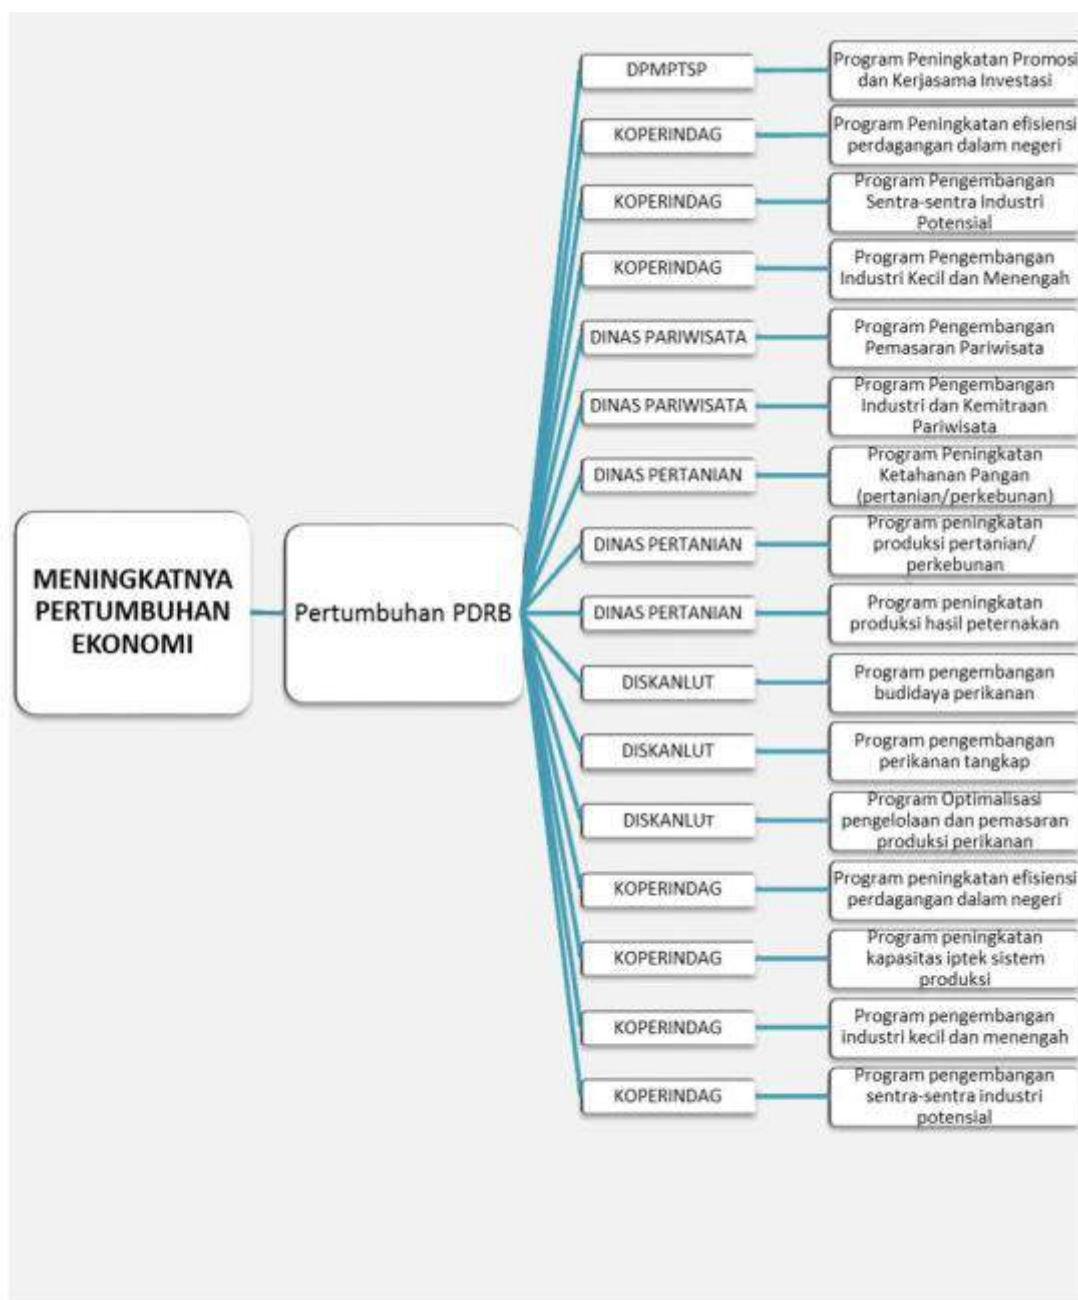 MENINGKATNYA
PERTUMBUHAN
EKONOMI
Pertumbuhan PDRB
DPMPTSP
Program Peningkatan Promosi
dan Kerjasama Investasi
KOPERINDAG
Program Peningkatan efisiensi
perdagangan dalam negeri
KOPERINDAG
Program Pengembangan
Sentra-sentra Industri
Potensial
KOPERINDAG
Program Pengembangan
Industri Kecil dan Menengah
DINAS PARIWISATA
Program Pengembangan
Pemasaran Pariwisata
DINAS PARIWISATA
Program Pengembangan
Industri dan Kemitraan
Pariwisata
DINAS PERTANIAN
Program Peningkatan
Ketahanan Pangan
(pertanian/perkebunan)
DINAS PERTANIAN
Program peningkatan
produksi pertanian/
perkebunan
DINAS PERTANIAN
Program peningkatan
produksi hasil peternakan
DISKANLUT
Program pengembangan
budidaya perikanan
DISKANLUT
Program pengembangan
perikanan tangkap
DISKANLUT
Program Optimalisasi
pengelolaan dan pemasaran
produksi perikanan
KOPERINDAG
Program peningkatan efisiensi
perdagangan dalam negeri
KOPERINDAG
Program peningkatan
kapasitas iptek sistem
produksi
KOPERINDAG
Program pengembangan
industri kecil dan menengah
KOPERINDAG
Program pengembangan
sentra-sentra industri
potensial